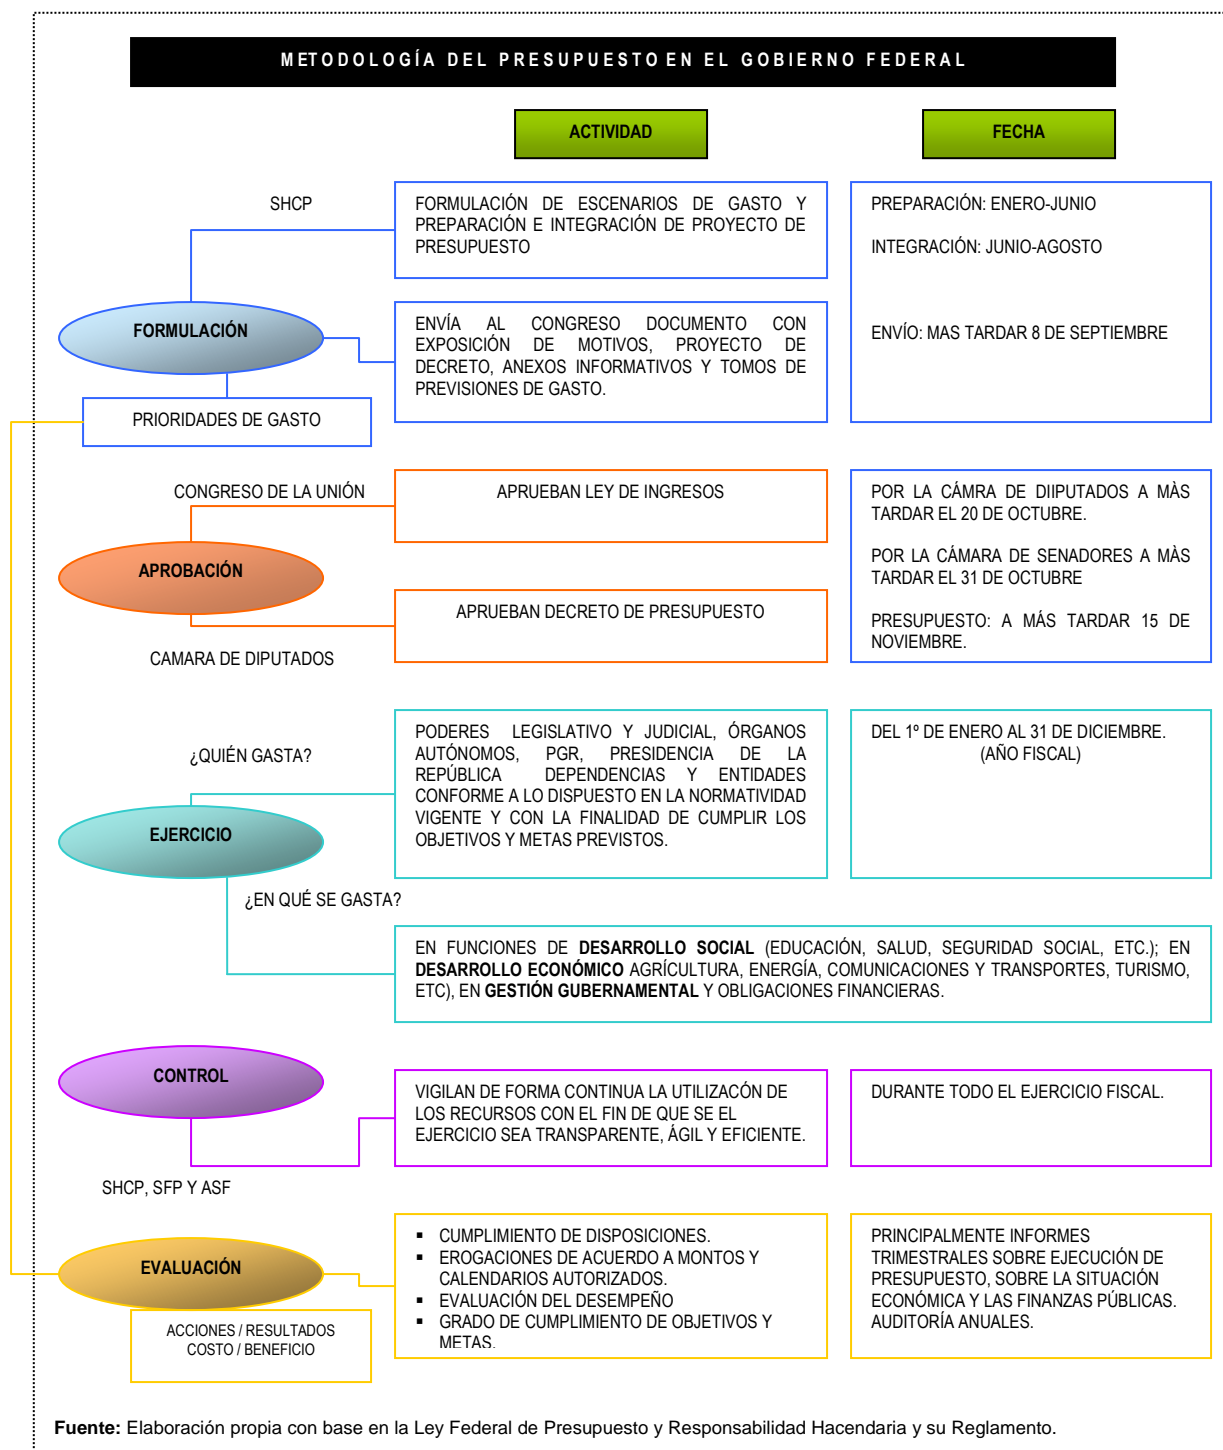 METODOLOGÍA DEL PRESUPUESTO EN EL GOBIERNO FEDERAL
ACTIVIDAD
FECHA
SHCP
FORMULACIÓN DE ESCENARIOS DE GASTO Y
PREPARACIÓN E INTEGRACIÓN DE PROYECTO DE
PRESUPUESTO
PREPARACIÓN: ENERO-JUNIO
INTEGRACIÓN: JUNIO-AGOSTO
ENVÍO: MAS TARDAR 8 DE SEPTIEMBRE
FORMULACIÓN
ENVÍA AL CONGRESO DOCUMENTO CON
EXPOSICIÓN DE MOTIVOS, PROYECTO DE
DECRETO, ANEXOS INFORMATIVOS Y TOMOS DE
PREVISIONES DE GASTO.
PRIORIDADES DE GASTO
CONGRESO DE LA UNIÓN
APRUEBAN LEY DE INGRESOS
POR LA CÁMRA DE DIIPUTADOS A MÀS
TARDAR EL 20 DE OCTUBRE.
POR LA CÁMARA DE SENADORES A MÀS
TARDAR EL 31 DE OCTUBRE
PRESUPUESTO: A MÁS TARDAR 15 DE
NOVIEMBRE.
APROBACIÓN
APRUEBAN DECRETO DE PRESUPUESTO
CAMARA DE DIPUTADOS
¿QUIÉN GASTA?
PODERES LEGISLATIVO Y JUDICIAL, ÓRGANOS
AUTÓNOMOS, PGR, PRESIDENCIA DE LA
REPÚBLICA DEPENDENCIAS Y ENTIDADES
CONFORME A LO DISPUESTO EN LA NORMATIVIDAD
VIGENTE Y CON LA FINALIDAD DE CUMPLIR LOS
OBJETIVOS Y METAS PREVISTOS.
DEL 1º DE ENERO AL 31 DE DICIEMBRE.
(AÑO FISCAL)
EJERCICIO
¿EN QUÉ SE GASTA?
EN FUNCIONES DE DESARROLLO SOCIAL (EDUCACIÓN, SALUD, SEGURIDAD SOCIAL, ETC.); EN
DESARROLLO ECONÓMICO AGRÍCULTURA, ENERGÍA, COMUNICACIONES Y TRANSPORTES, TURISMO,
ETC), EN GESTIÓN GUBERNAMENTAL Y OBLIGACIONES FINANCIERAS.
CONTROL
VIGILAN DE FORMA CONTINUA LA UTILIZACÓN DE
LOS RECURSOS CON EL FIN DE QUE SE EL
EJERCICIO SEA TRANSPARENTE, ÁGIL Y EFICIENTE.
DURANTE TODO EL EJERCICIO FISCAL.
SHCP, SFP Y ASF
EVALUACIÓN
▪ CUMPLIMIENTO DE DISPOSICIONES.
▪ EROGACIONES DE ACUERDO A MONTOS Y
CALENDARIOS AUTORIZADOS.
▪ EVALUACIÓN DEL DESEMPEÑO
▪ GRADO DE CUMPLIMIENTO DE OBJETIVOS Y
METAS.
PRINCIPALMENTE INFORMES
TRIMESTRALES SOBRE EJECUCIÓN DE
PRESUPUESTO, SOBRE LA SITUACIÓN
ECONÓMICA Y LAS FINANZAS PÚBLICAS.
AUDITORÍA ANUALES.
ACCIONES / RESULTADOS
COSTO / BENEFICIO
Fuente: Elaboración propia con base en la Ley Federal de Presupuesto y Responsabilidad Hacendaria y su Reglamento.